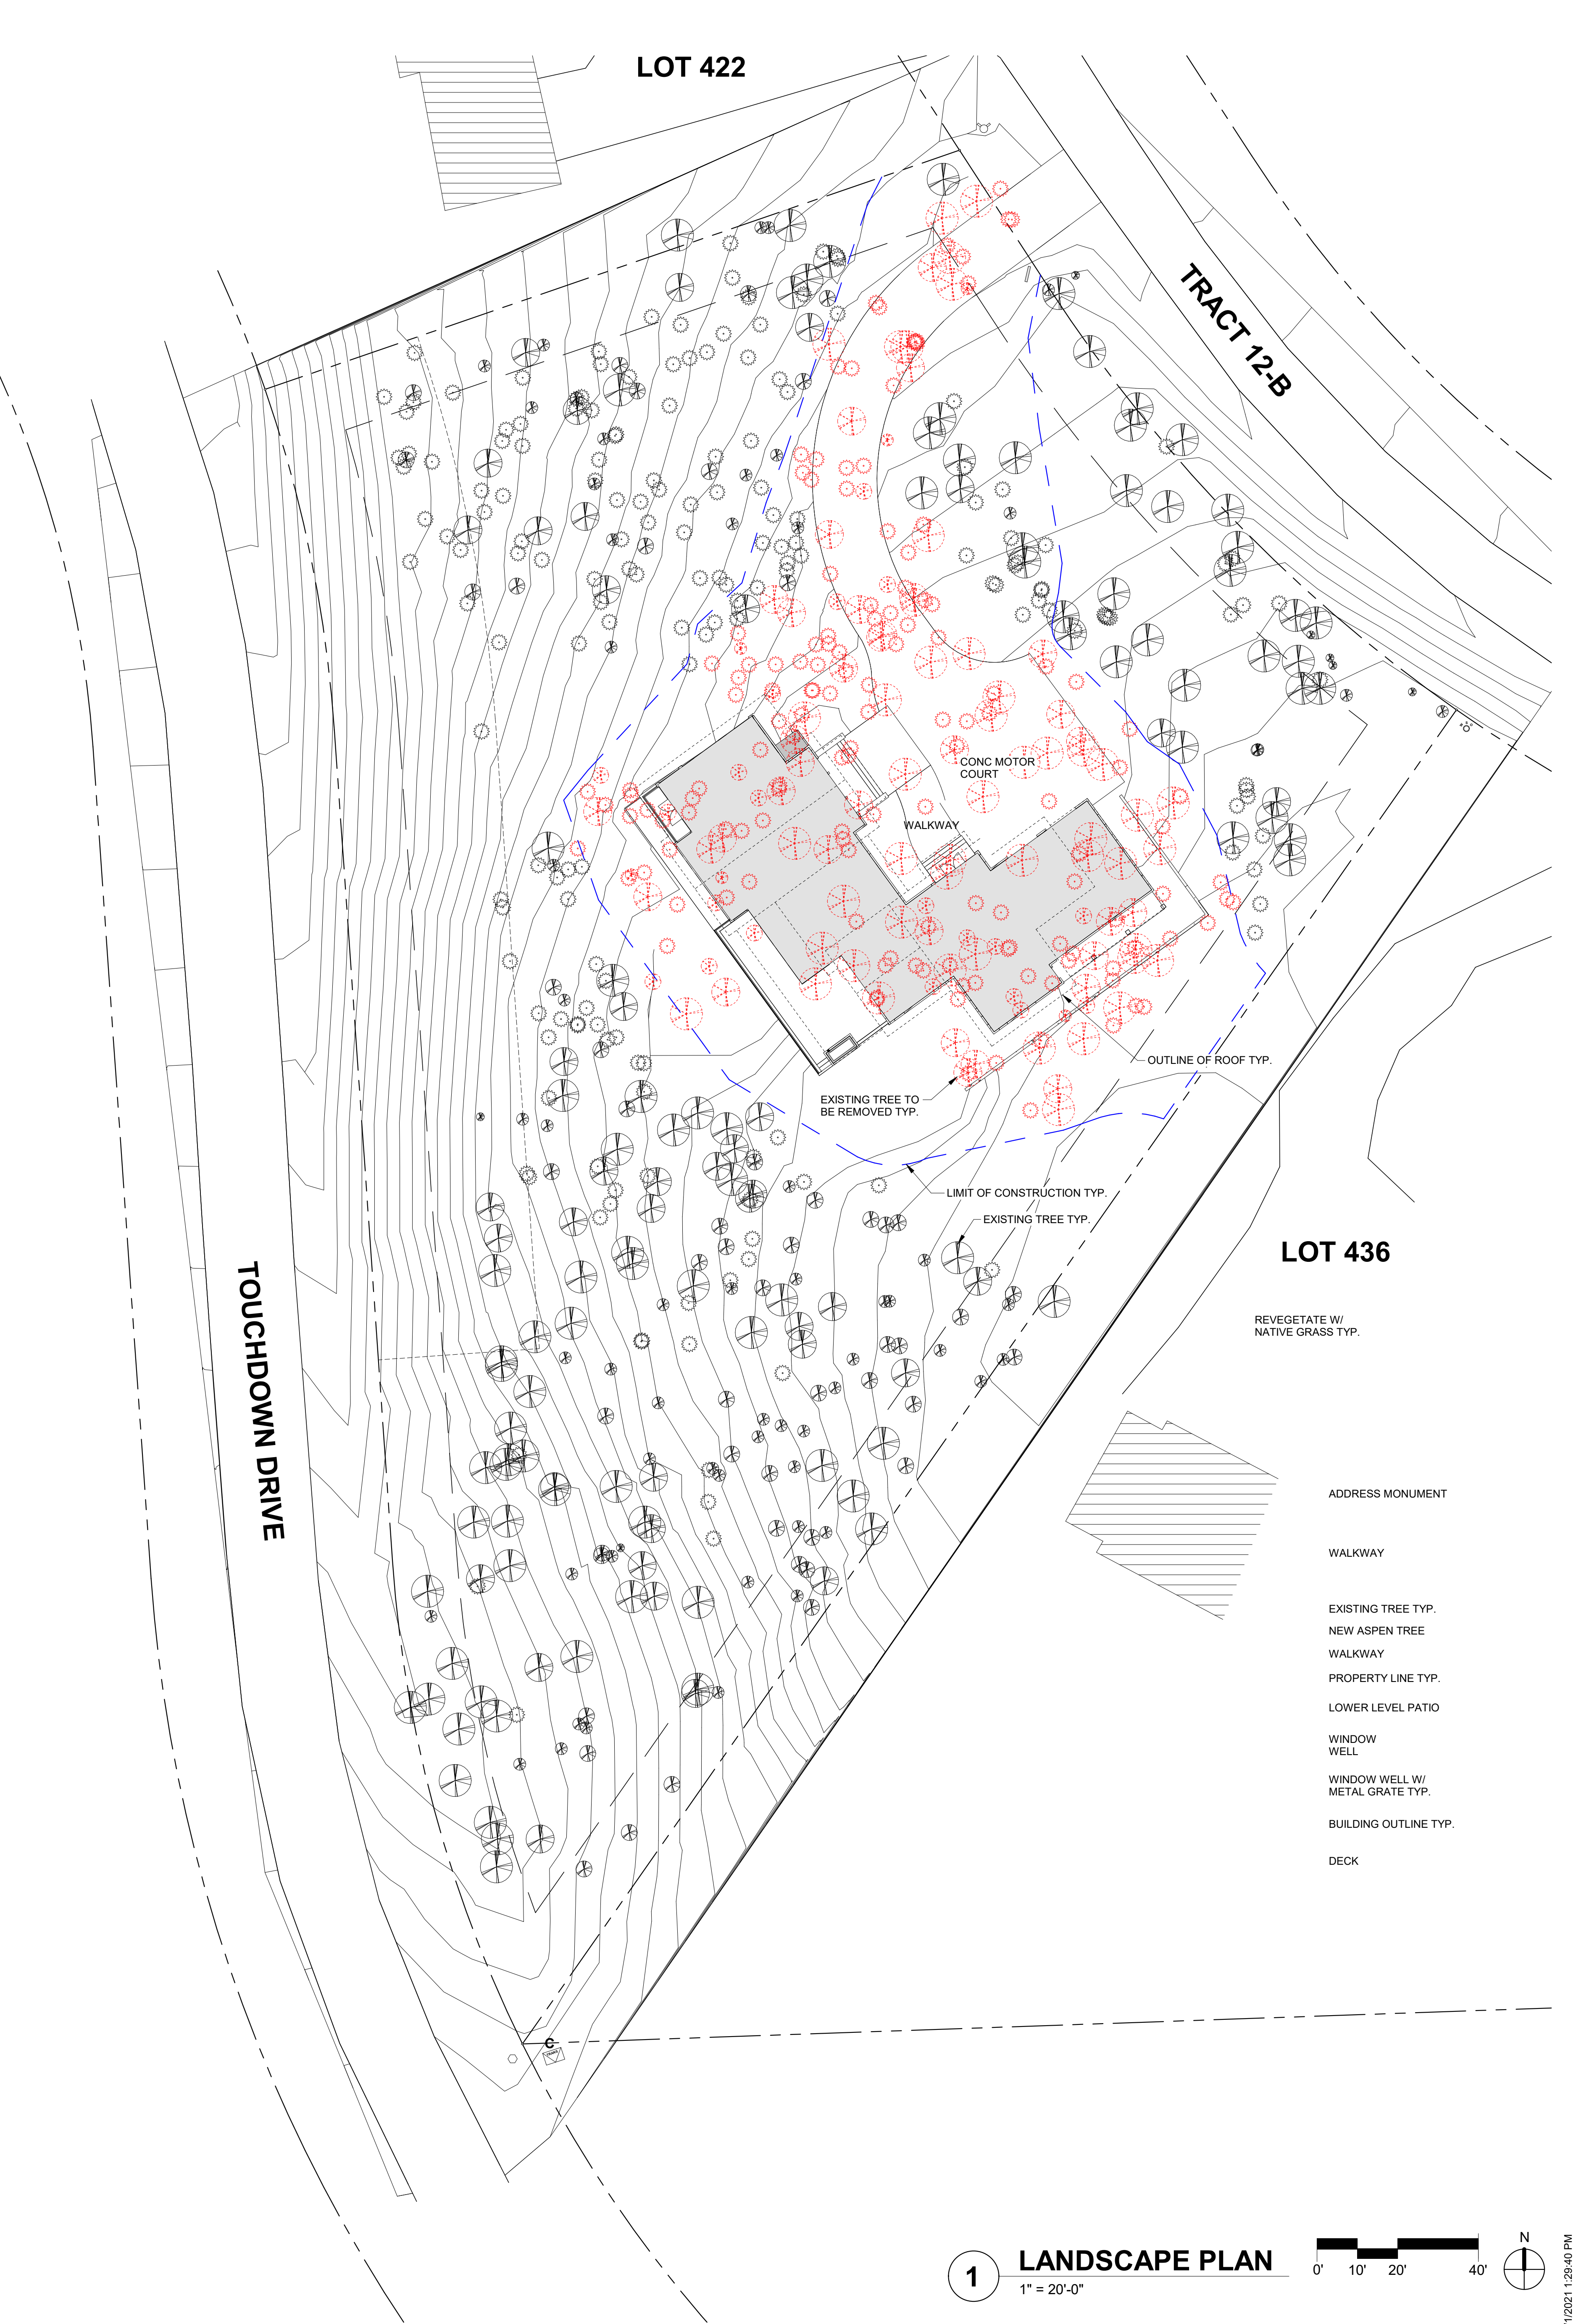 LOT 422
TRACT 12-B
CONC MOTOR
COURT
WALKWAY
OUTLINE OF ROOF TYP.
EXISTING TREE TO
BE REMOVED TYP.
LIMIT OF CONSTRUCTION TYP.
EXISTING TREE TYP.
LOT 436
TOUCHDOWN DRIVE
REVEGETATE W/
NATIVE GRASS TYP.
ADDRESS MONUMENT
WALKWAY
EXISTING TREE TYP.
NEW ASPEN TREE
WALKWAY
PROPERTY LINE TYP.
LOWER LEVEL PATIO
WINDOW
WELL
WINDOW WELL W/
METAL GRATE TYP.
BUILDING OUTLINE TYP.
DECK
C
1
LANDSCAPE PLAN
1" = 20'-0"
0' 10' 20' 40'
N
1/2021 1:29:40 PM